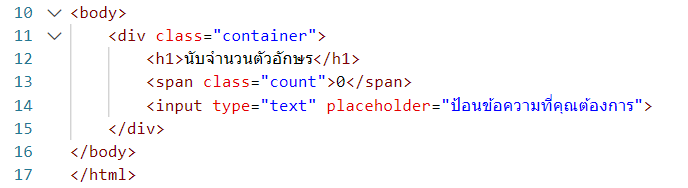 10 <body>
11 <div class="container">
12 <h1>นับจำนวนตัวอักษร</h1>
13 <span class="count">0</span>
14 <input type="text" placeholder="ป้อนข้อความที่คุณต้องการ">
15 </div>
16 </body>
17 </html>